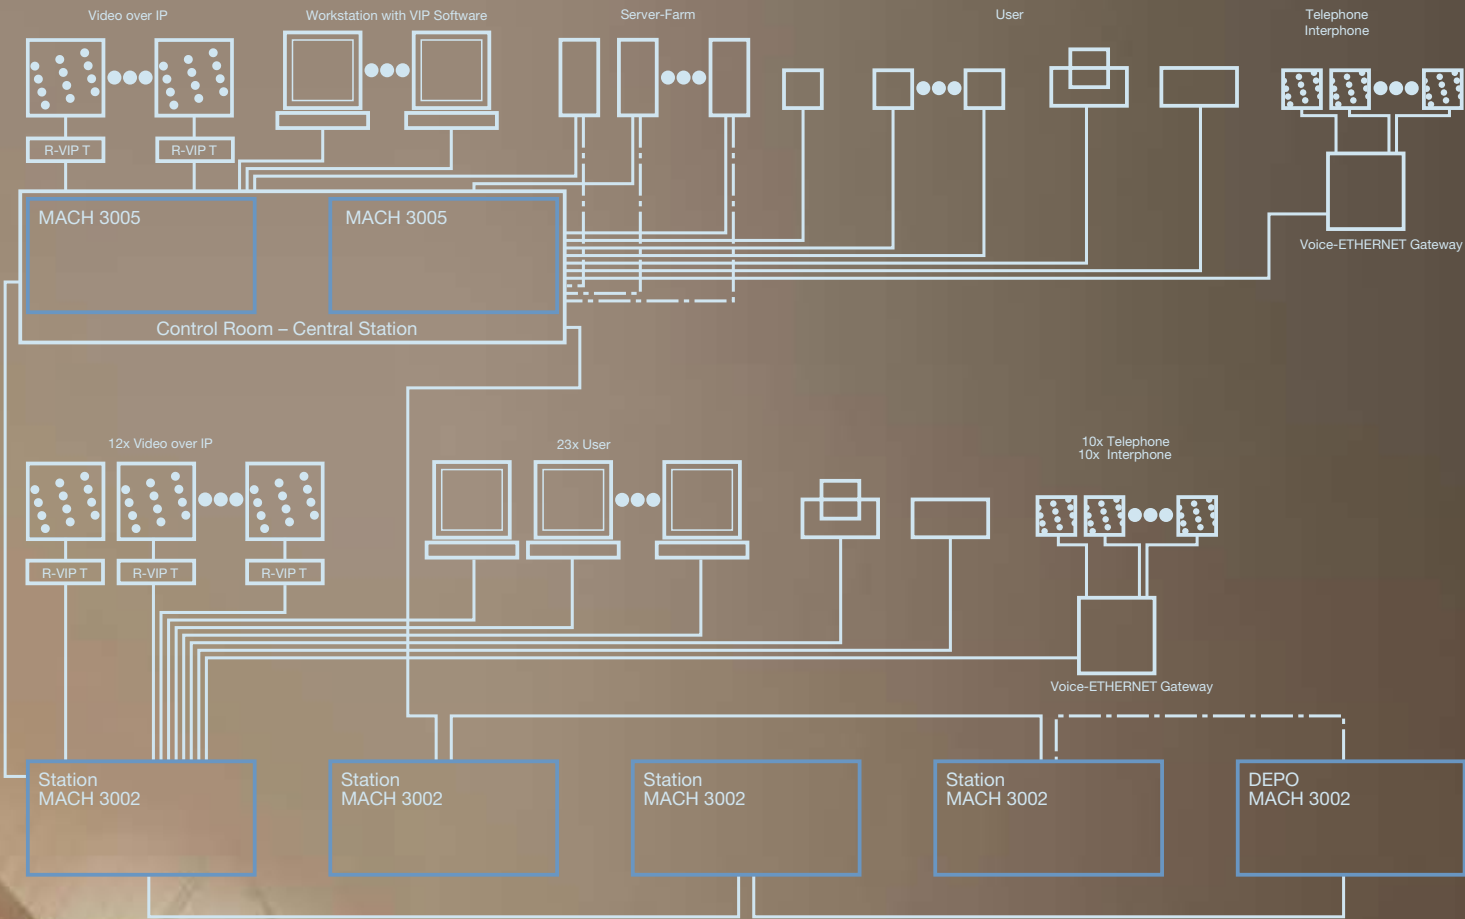 Video over IP
Workstation with VIP Software
Server-Farm
User
Telephone
Interphone
R-VIP T
R-VIP T
MACH 3005
MACH 3005
Voice-ETHERNET Gateway
Control Room – Central Station
12x Video over IP
23x User
10x Telephone
10x Interphone
R-VIP T
R-VIP T
R-VIP T
Voice-ETHERNET Gateway
Station
MACH 3002
Station
MACH 3002
Station
MACH 3002
Station
MACH 3002
DEPO
MACH 3002